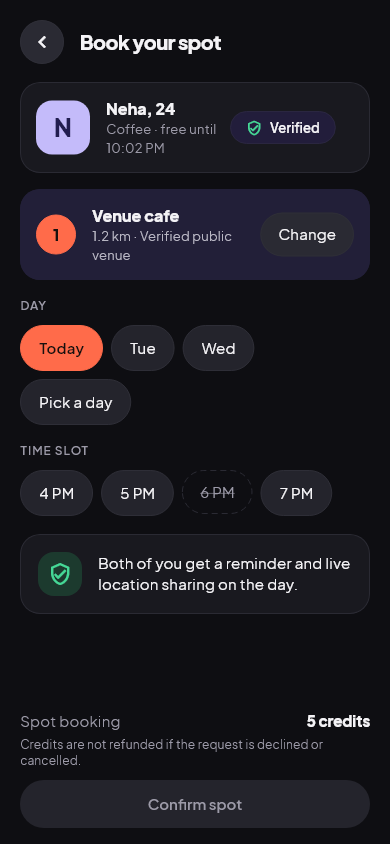 Book your spot
N
Neha, 24
Coffee · free until
10:02 PM
Verified
1
Venue cafe
1.2 km · Verified public
venue
Change
DAY
Today
Tue
Wed
Pick a day
TIME SLOT
4 PM
5 PM
6 PM
7 PM
Both of you get a reminder and live
location sharing on the day.
Spot booking
5 credits
Credits are not refunded if the request is declined or
cancelled.
Confirm spot